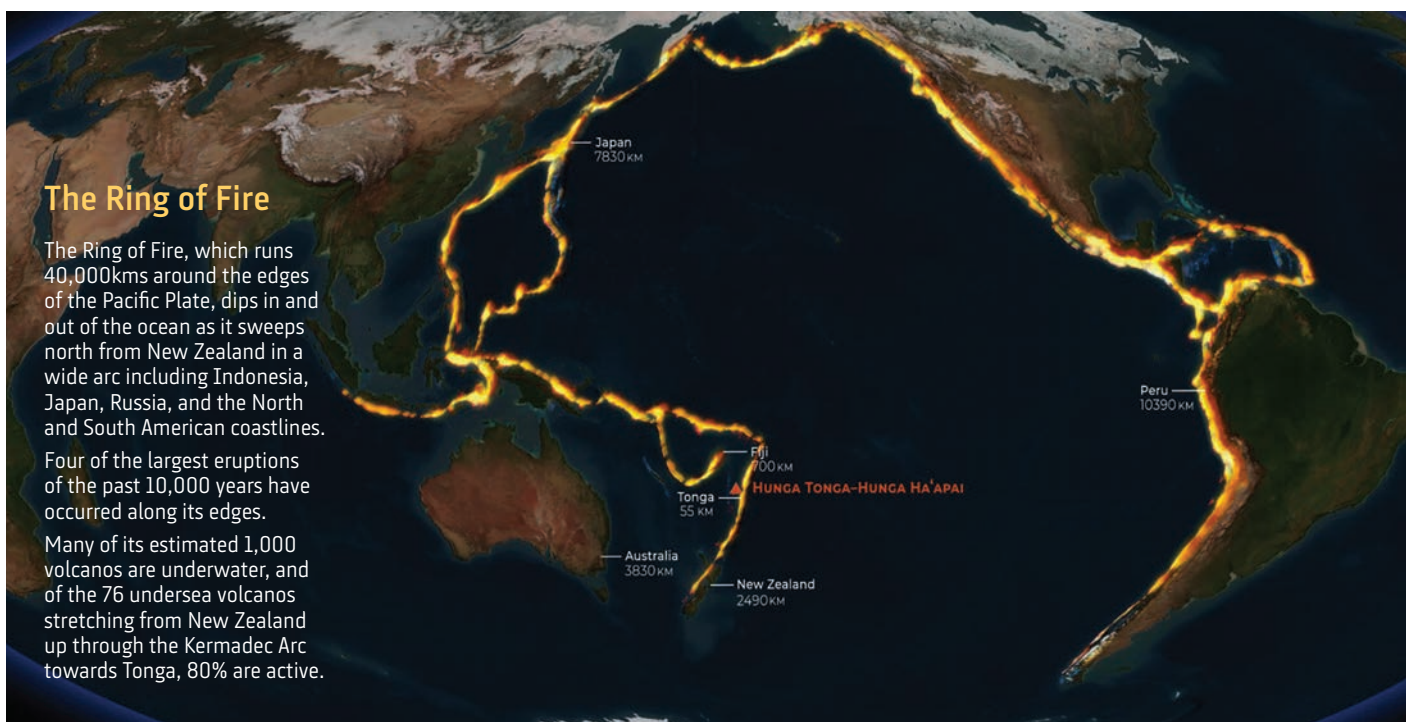 The Ring of Fire
The Ring of Fire, which runs
40,000kms around the edges
of the Pacific Plate, dips in and
out of the ocean as it sweeps
north from New Zealand in a
wide arc including Indonesia,
Japan, Russia, and the North
and South American coastlines.
Four of the largest eruptions
of the past 10,000 years have
occurred along its edges.
Many of its estimated 1,000
volcanos are underwater, and
of the 76 undersea volcanos
stretching from New Zealand
up through the Kermadec Arc
towards Tonga, 80% are active.
Japan
7830 KM
Peru
10390 KM
Fiji
700 KM
HUNGA TONGA-HUNGA HAʻAPAI
Tonga
55 KM
Australia
3830 KM
New Zealand
2490 KM